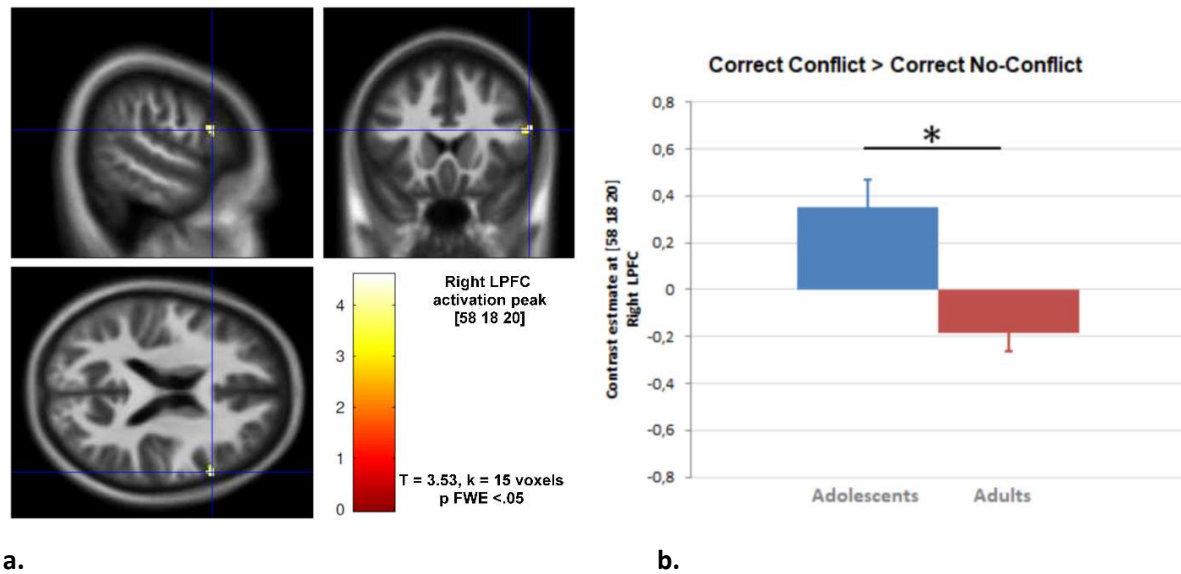 Right LPFC
activation peak
[58 18 20]
4
3
2
1
0
T = 3.53, k = 15 voxels
p FWE <.05
a.
Correct Conflict > Correct No-Conflict
Contrast estmate at [58 18 20]
Right LPFC
0,8
0,6
0,4
0,2
0
-0,2
-0,4
-0,6
-0,8
*
Adolescents
Adults
b.